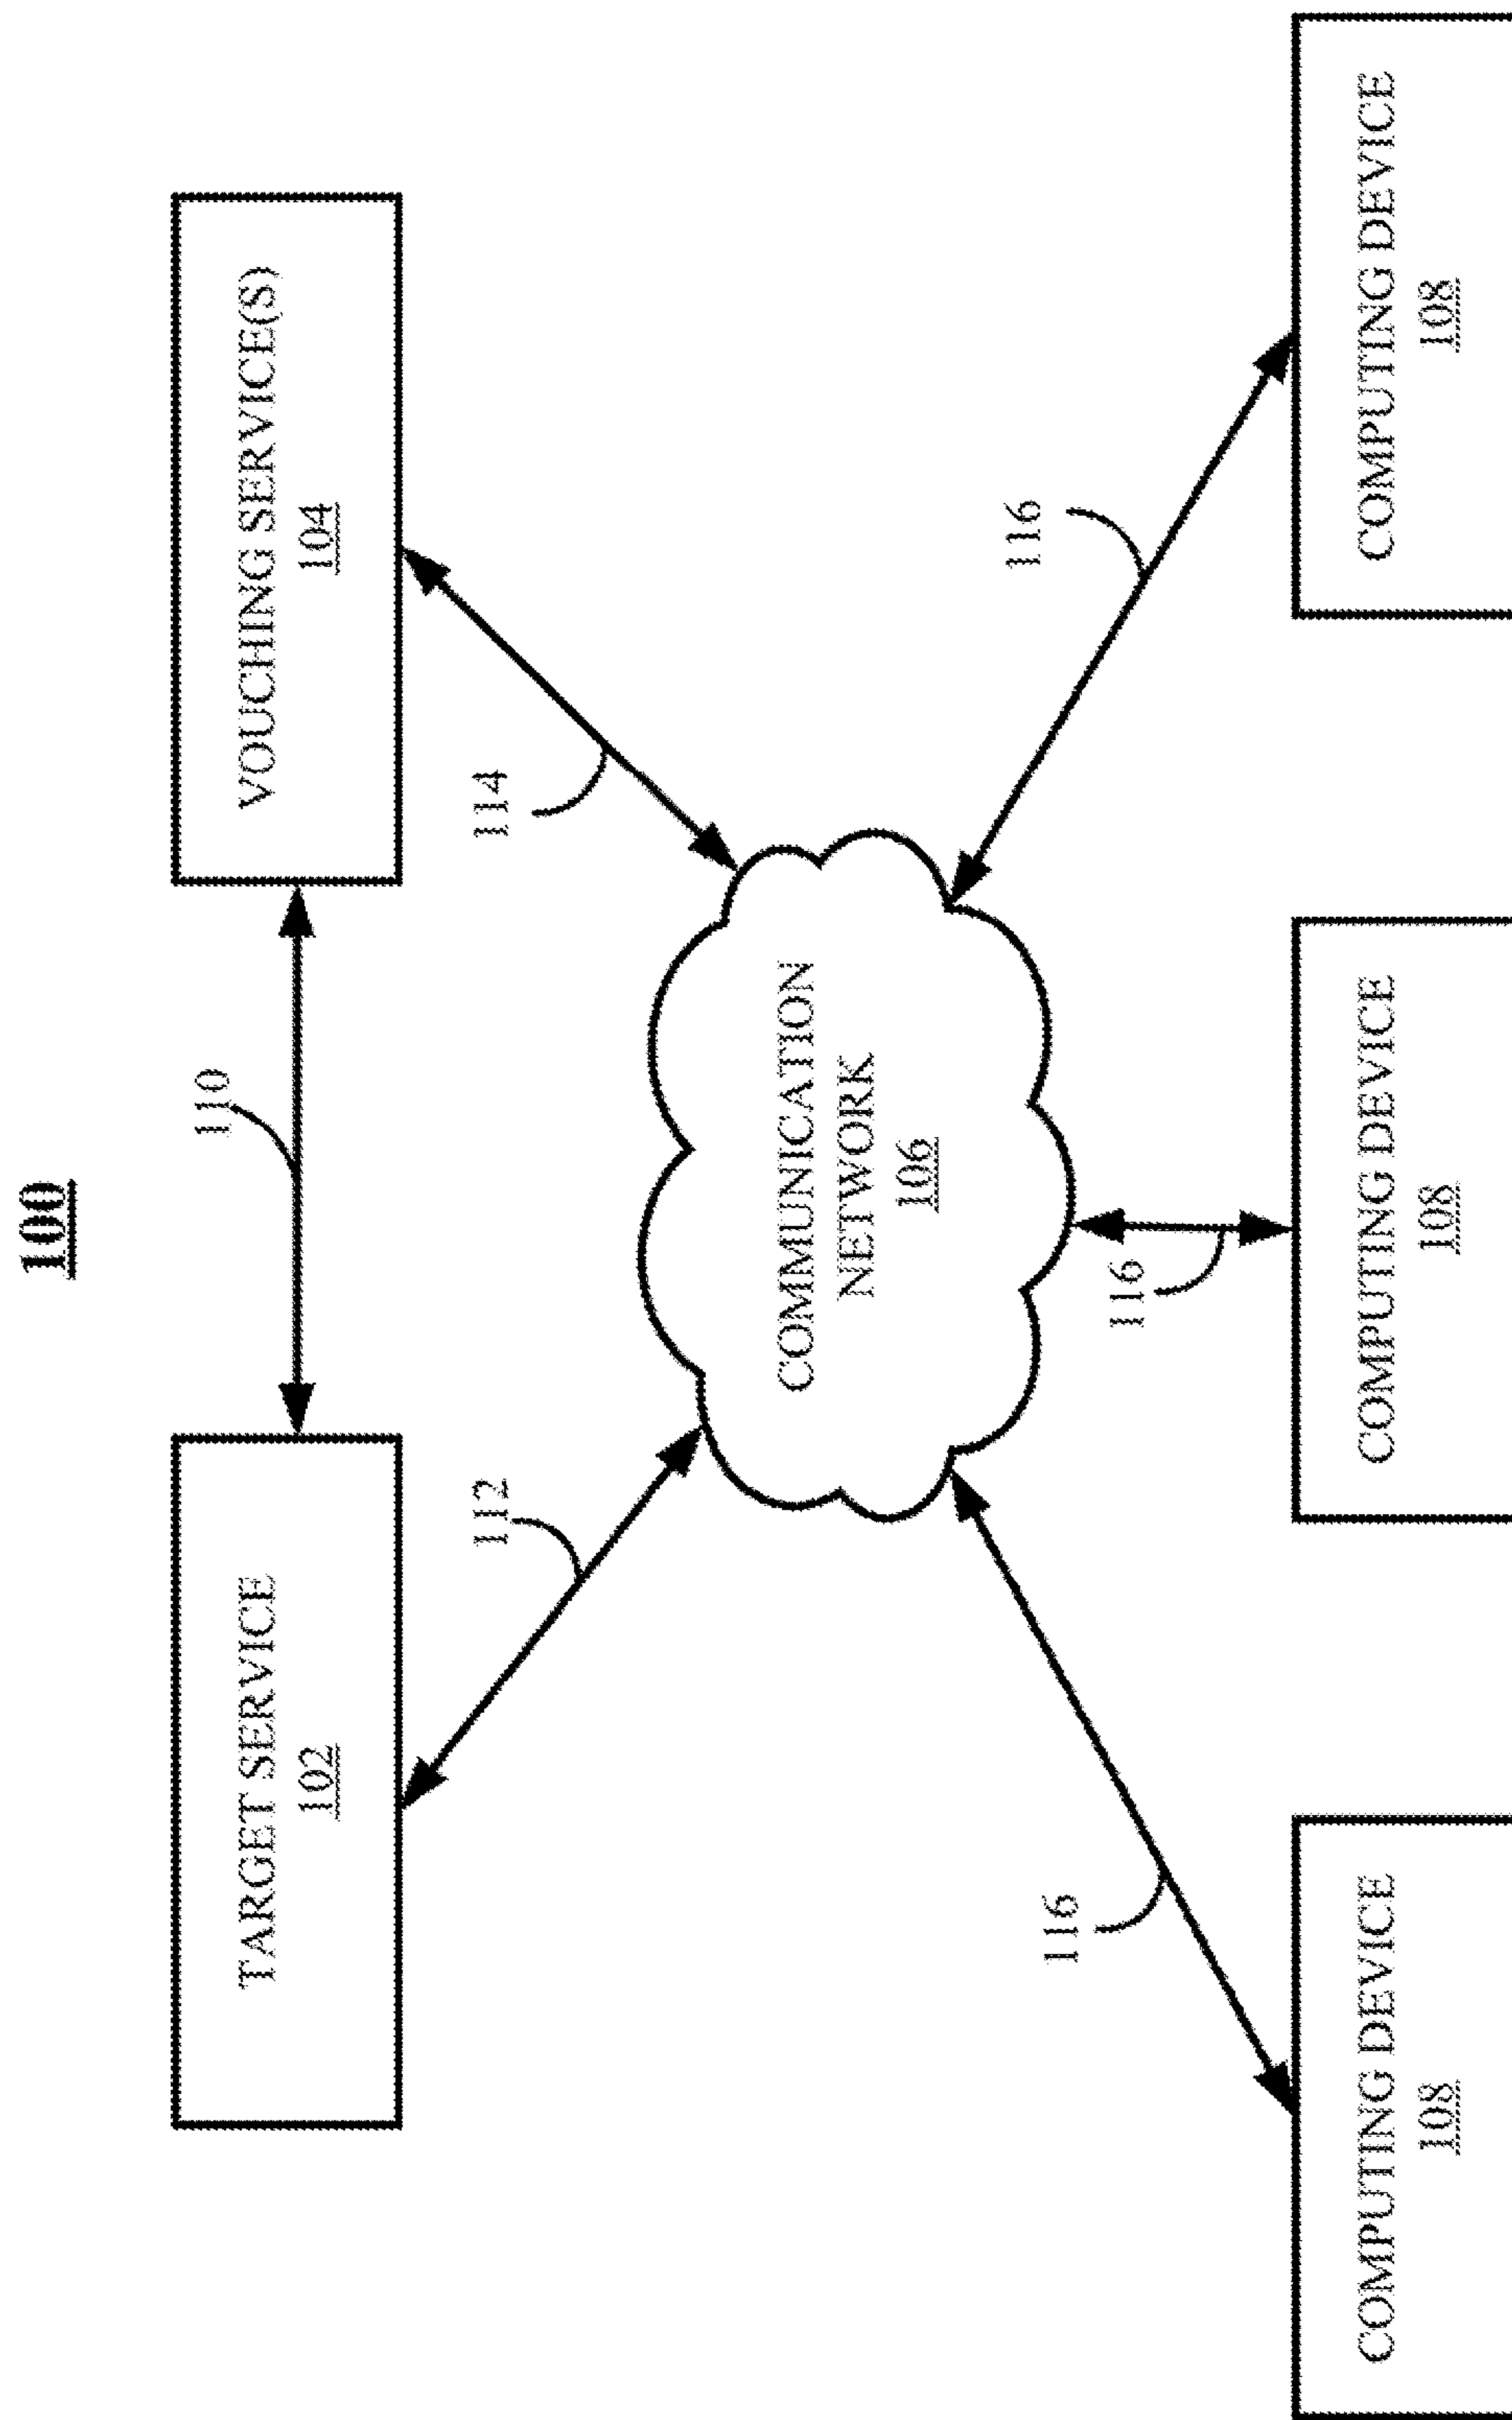 100
TARGET SERVICE
102
110
VOUCHING SERVICE(S)
104
112
114
COMMUNICATION
NETWORK
106
116
116
116
COMPUTING DEVICE
108
COMPUTING DEVICE
108
COMPUTING DEVICE
108